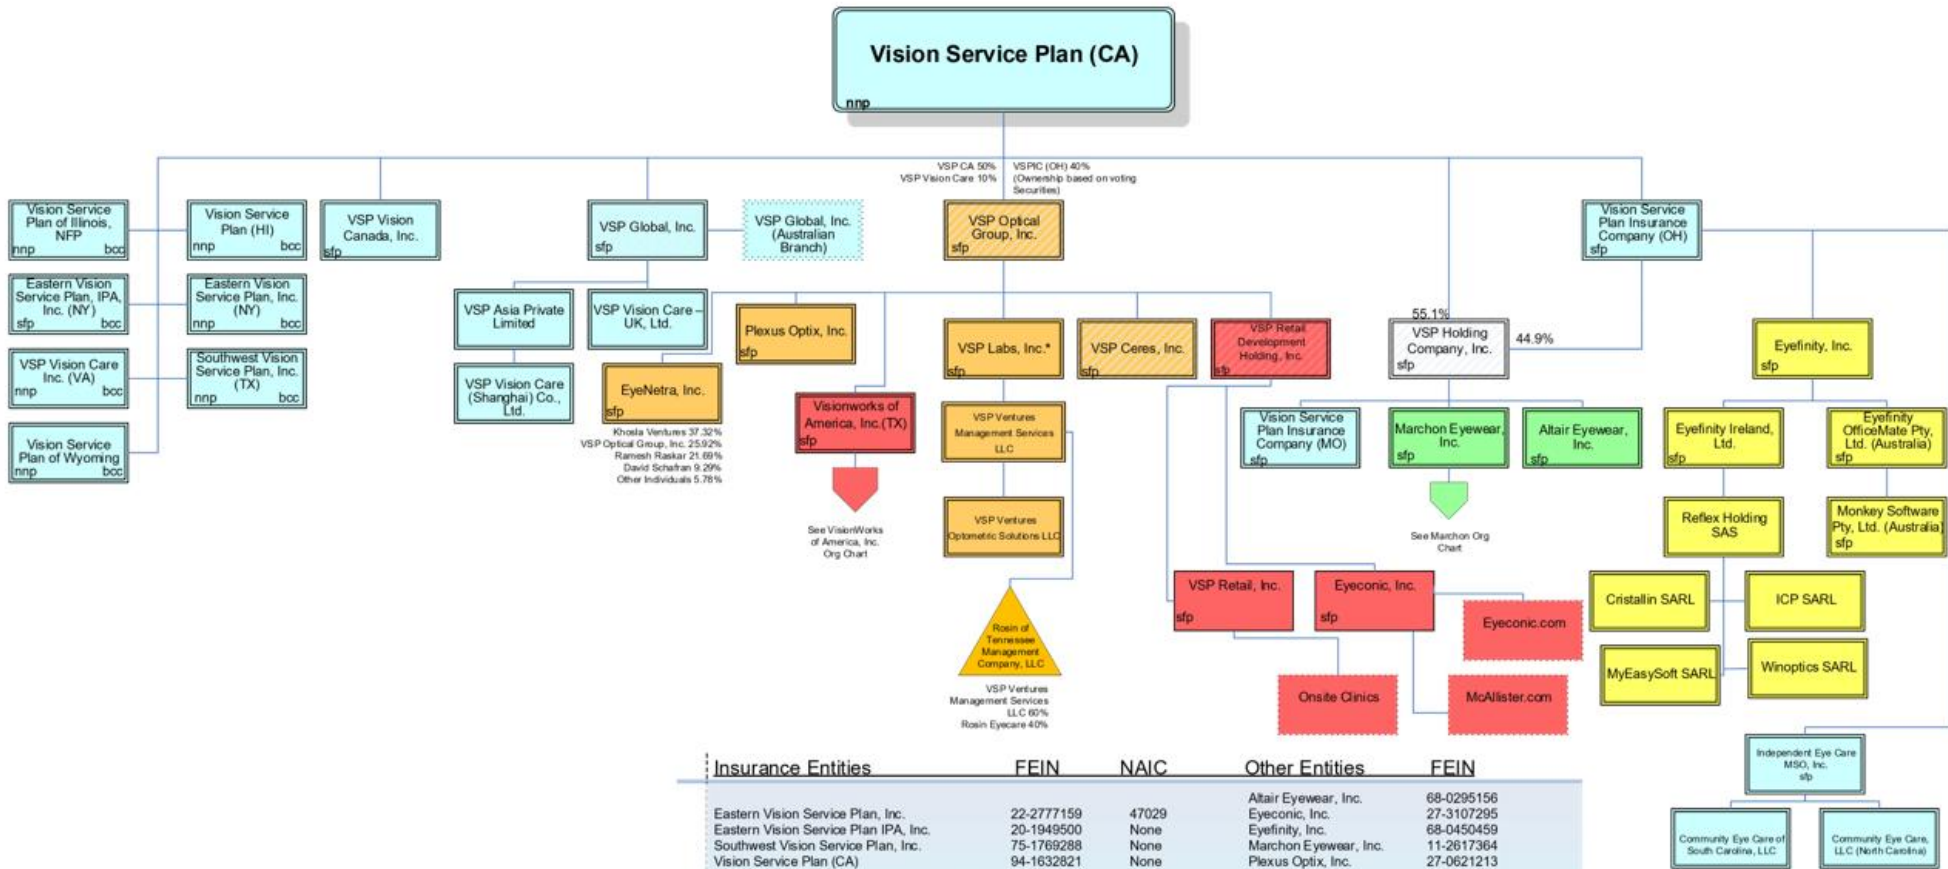 Vision Service Plan (CA)
nnp
VSP CA 50%
VSP Vision Care 10%
VSPIC (OH) 40%
(Ownership based on voting
Securities)
Vision Service
Plan of Illinois,
NFP
nnp bcc
Vision Service
Plan (HI)
nnp bcc
VSP Vision
Canada, Inc.
sfp
VSP Global, Inc.
sfp
VSP Global, Inc.
(Australian
Branch)
VSP Optical
Group, Inc.
sfp
Vision Service
Plan Insurance
Company (OH)
sfp
Eastern Vision
Service Plan, IPA,
Inc. (NY)
sfp bcc
Eastern Vision
Service Plan, Inc.
(NY)
nnp bcc
VSP Asia Private
Limited
VSP Vision Care –
UK, Ltd.
Plexus Optix, Inc.
sfp
VSP Labs, Inc.*
sfp
VSP Ceres, Inc.
sfp
VSP Retail
Development
Holding, Inc.
sfp
55.1%
VSP Holding
Company, Inc.
sfp
44.9%
Eyefinity, Inc.
sfp
VSP Vision Care
Inc. (VA)
nnp
Southwest Vision
Service Plan, Inc.
(TX)
nnp bcc
VSP Vision Care
(Shanghai) Co.,
Ltd.
EyeNetra, Inc.
sfp
Khosla Ventures 37.32%
VSP Optical Group, Inc. 25.92%
Ramesh Raskar 21.69%
David Schafran 9.29%
Other Individuals 5.78%
Visionworks of
America, Inc.(TX)
sfp
See VisionWorks
of America, Inc.
Org Chart
VSP Ventures
Management Services
LLC
Vision Service
Plan Insurance
Company (MO)
sfp
Marchon Eyewear,
Inc.
sfp
See Marchon Org
Chart
Altair Eyewear,
Inc.
sfp
Eyefinity Ireland,
Ltd.
sfp
Eyefinity
OfficeMate Pty,
Ltd. (Australia)
sfp
Vision Service
Plan of Wyoming
nnp bcc
VSP Ventures
Optometric Solutions LLC
Reflex Holding
SAS
Monkey Software
Pty, Ltd. (Australia)
sfp
Rosin of
Tennessee
Management
Company, LLC
VSP Ventures
Management Services
LLC 60%
Rosin Eyecare 40%
VSP Retail, Inc.
sfp
Eyeconic, Inc.
sfp
Eyeconic.com
Onsite Clinics
McAllister.com
Cristallin SARL
ICP SARL
MyEasySoft SARL
Winoptics SARL
Independent Eye Care
MSO, Inc.
sfp
Community Eye Care of
South Carolina, LLC
Community Eye Care,
LLC (North Carolina)
Insurance Entities FEIN NAIC Other Entities FEIN
Altair Eyewear, Inc. 68-0295156
Eastern Vision Service Plan, Inc. 22-2777159 47029 Eyeconic, Inc. 27-3107295
Eastern Vision Service Plan IPA, Inc. 20-1949500 None Eyefinity, Inc. 68-0450459
Southwest Vision Service Plan, Inc. 75-1769288 None Marchon Eyewear, Inc. 11-2617364
Vision Service Plan (CA) 94-1632821 None Plexus Optix, Inc. 27-0621213